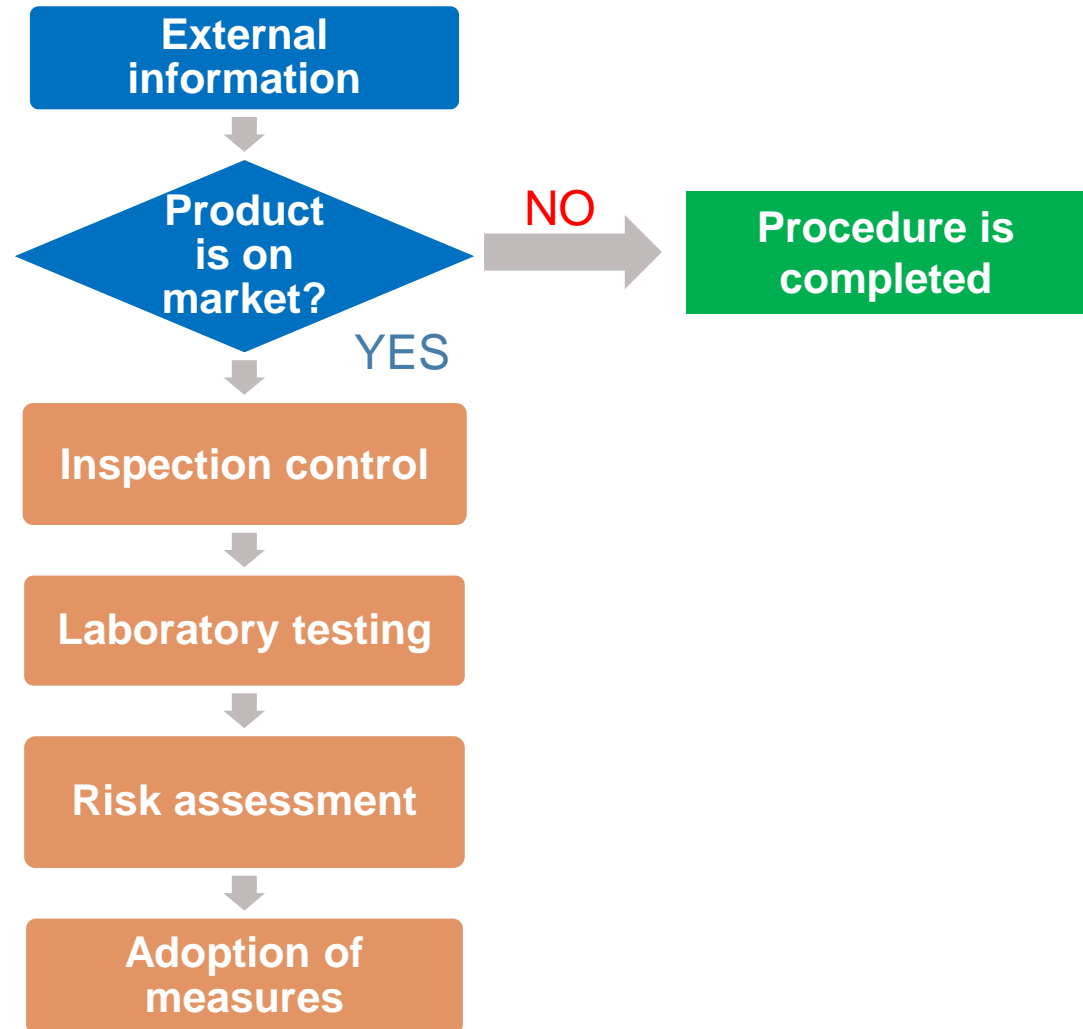 External
information
Product
is on
market?
NO
Procedure is
completed
YES
Inspection control
Laboratory testing
Risk assessment
Adoption of
measures